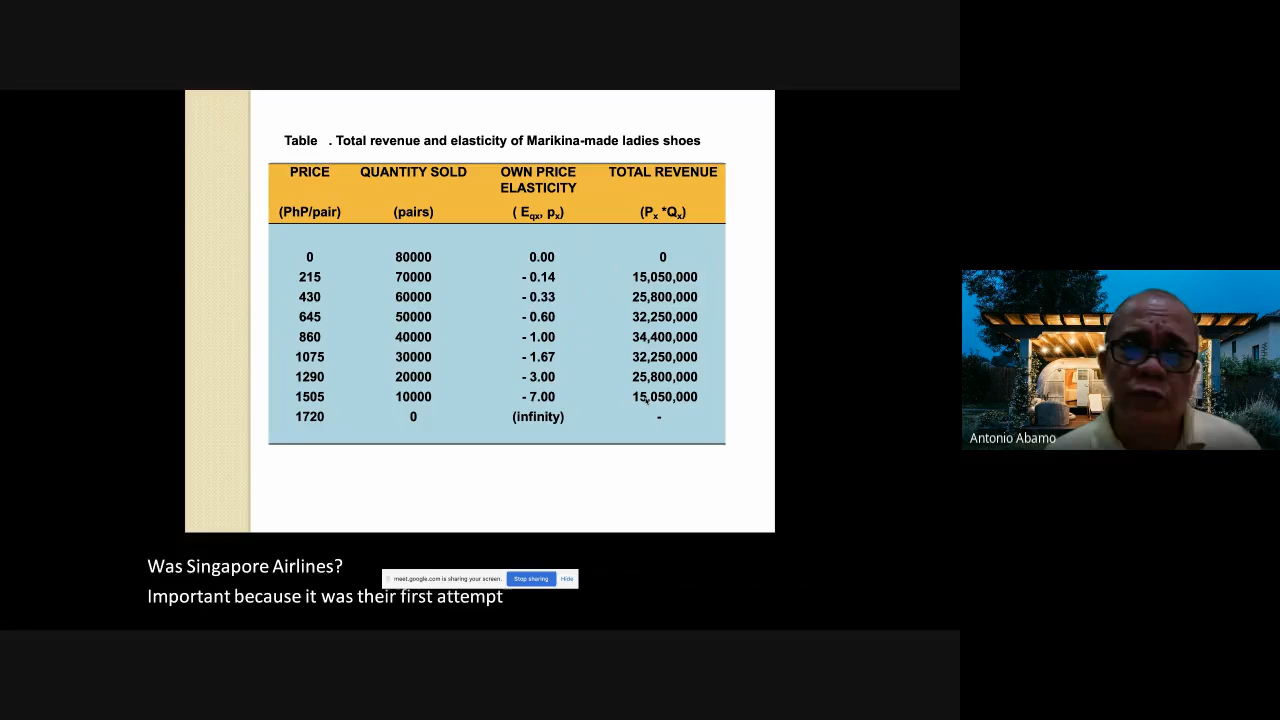 Table . Total revenue and elasticity of Marikina-made ladies shoes
PRICE QUANTITY SOLD OWN PRICE ELASTICITY TOTAL REVENUE
(PhP/pair) (pairs) ( Eqx, px) (Px *Qx)
0 80000 0.00 0
215 70000 - 0.14 15,050,000
430 60000 - 0.33 25,800,000
645 50000 - 0.60 32,250,000
860 40000 - 1.00 34,400,000
1075 30000 - 1.67 32,250,000
1290 20000 - 3.00 25,800,000
1505 10000 - 7.00 15,050,000
1720 0 (infinity) -
Antonio Abamo
Was Singapore Airlines?
meet.google.com is sharing your screen. Stop sharing Hide
Important because it was their first attempt